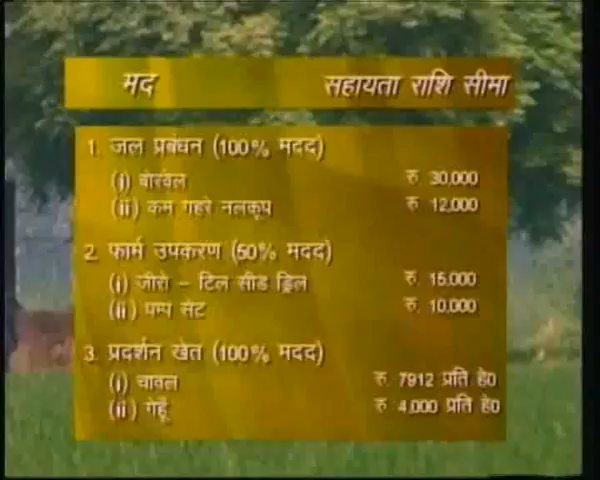 मद सहायता राशि सीमा
1. जल प्रबंधन (100% मदद)
(i) बोरवेल रु 30,000
(ii) कम गहरे नलकूप रु 12,000
2. फार्म उपकरण (50% मदद)
(i) जीरो – टिल सीड ड्रिल रु. 15,000
(ii) पम्प सेट रु. 10,000
3. प्रदर्शन खेत (100% मदद)
(i) चावल रु. 7912 प्रति हे0
(ii) गेहूँ रु 4,000 प्रति हे0